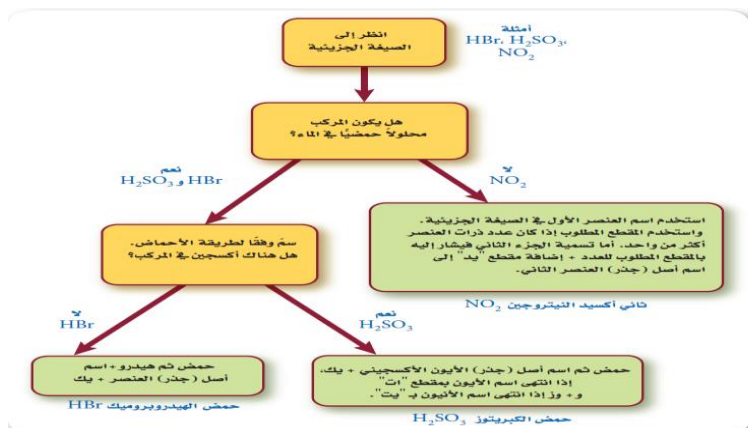 أمثلة
HBr، H₂SO₃،
NO₂
انظر إلى
الصيغة الجزيئية
هل يكون المركب
محلولاً حمضيًا في الماء؟
نعم
HBr و H₂SO₃
لا
NO₂
سمِّ وفقًا لطريقة الأحماض.
هل هناك أكسجين في المركب؟
استخدم اسم العنصر الأول في الصيغة الجزيئية.
واستخدم المقطع المطلوب إذا كان عدد ذرات العنصر
أكثر من واحد. أما تسمية الجزء الثاني فيشار إليه
بالمقطع المطلوب للعدد + إضافة مقطع "يد" إلى
اسم أصل (جذر) العنصر الثاني.
ثاني أكسيد النيتروجين NO₂
لا
HBr
نعم
H₂SO₃
حمض ثم هيدرو + اسم
أصل (جذر) العنصر + يك
حمض الهيدروبروميك HBr
حمض ثم اسم أصل (جذر) الأيون الأكسجيني + يك،
إذا انتهى اسم الأيون بمقطع "ات"
و + وز إذا انتهى اسم الأنيون بـ "يت".
حمض الكبريتوز H₂SO₃